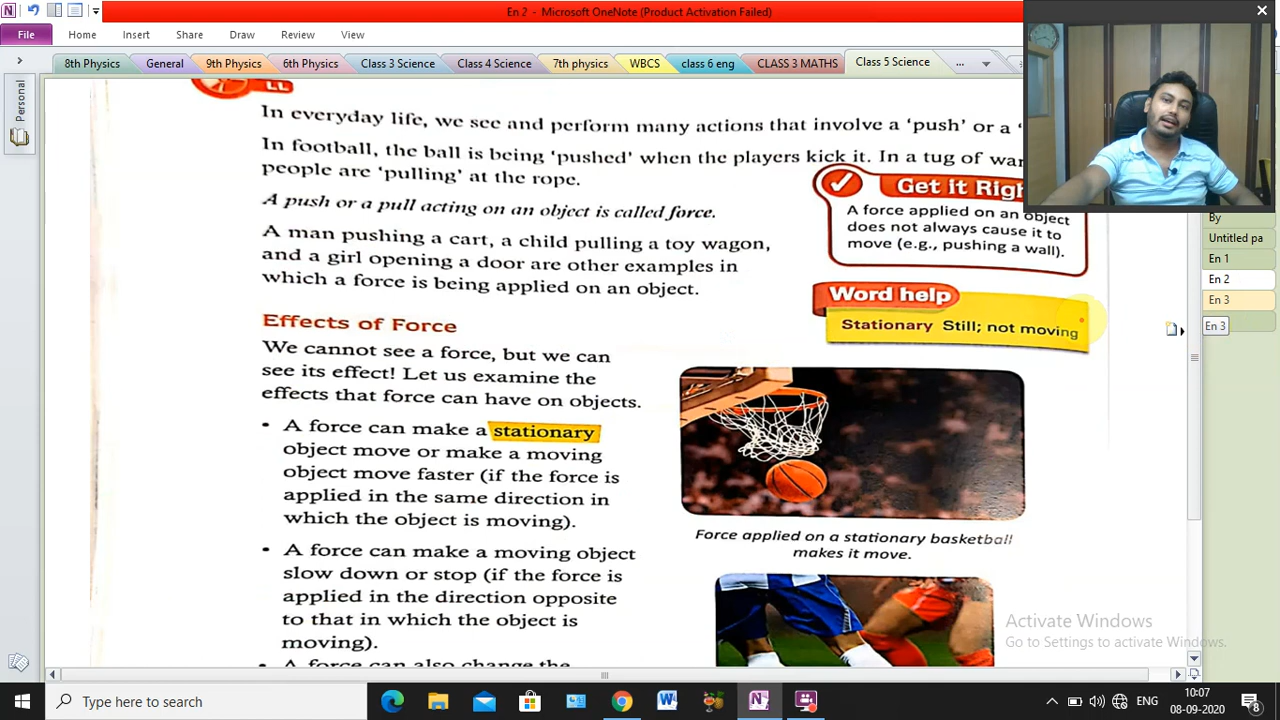 En 2 - Microsoft OneNote (Product Activation Failed)
File Home Insert Share Draw Review View
8th Physics General 9th Physics 6th Physics Class 3 Science Class 4 Science 7th physics WBCS class 6 eng CLASS 3 MATHS Class 5 Science ...
Personal
LL
In everyday life, we see and perform many actions that involve a 'push' or a '
In football, the ball is being 'pushed' when the players kick it. In a tug of war
people are 'pulling' at the rope.
A push or a pull acting on an object is called force.
A man pushing a cart, a child pulling a toy wagon,
and a girl opening a door are other examples in
which a force is being applied on an object.
Get it Righ
A force applied on an object
does not always cause it to
move (e.g., pushing a wall).
Word help
Stationary Still; not moving
Effects of Force
We cannot see a force, but we can
see its effect! Let us examine the
effects that force can have on objects.
• A force can make a stationary
object move or make a moving
object move faster (if the force is
applied in the same direction in
which the object is moving).
• A force can make a moving object
slow down or stop (if the force is
applied in the direction opposite
to that in which the object is
moving).
• A force can also change the
Force applied on a stationary basketball
makes it move.
By
Untitled pa
En 1
En 2
En 3
En 3
Activate Windows
Go to Settings to activate Windows.
Type here to search
ENG
10:07
08-09-2020
8